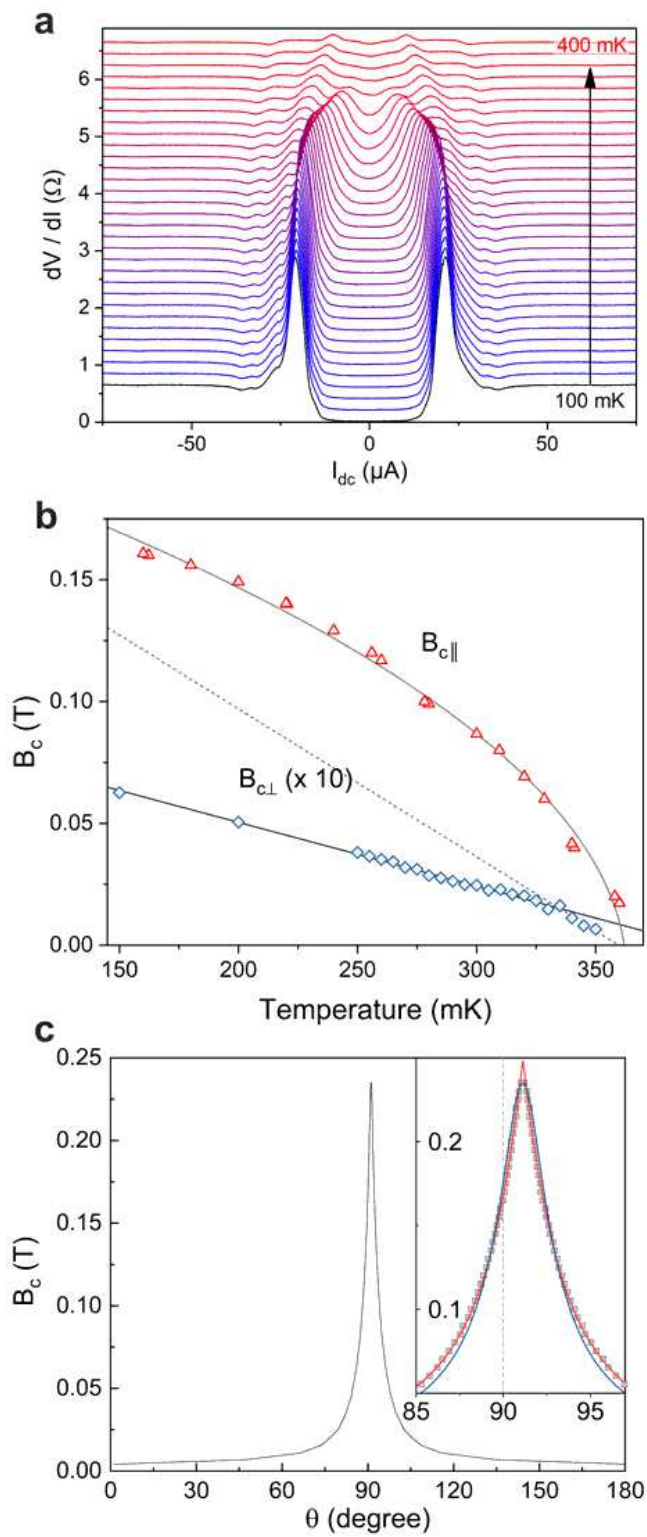 a
6
5
4
3
2
1
0
dV / dI (Ω)
400 mK
100 mK
-50
0
50
I_dc (µA)
b
0.15
0.10
0.05
0.00
B_c (T)
B_c∥
B_c⊥ (x 10)
150
200
250
300
350
Temperature (mK)
c
0.25
0.20
0.15
0.10
0.05
0.00
B_c (T)
0.2
0.1
85
90
95
0
30
60
90
120
150
180
θ (degree)